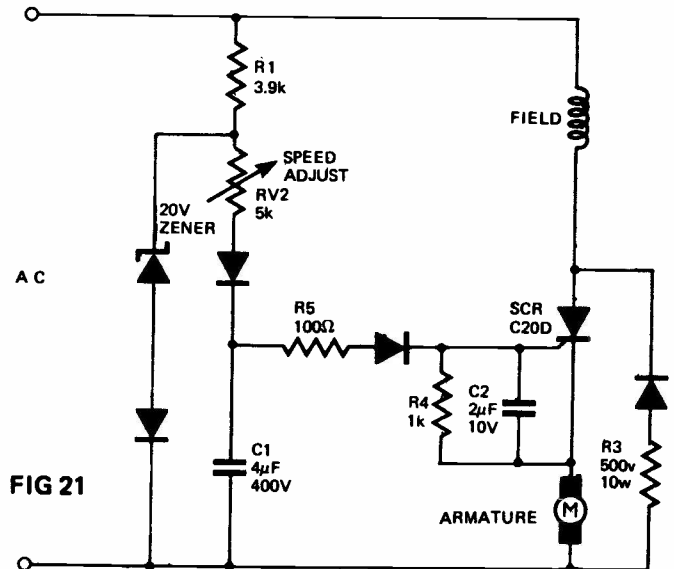 R1
3.9k
FIELD
SPEED
ADJUST
RV2
5k
20V
ZENER
A C
R5
100Ω
SCR
C20D
R4
1k
C2
2μF
10V
R3
500v
10w
C1
4μF
400V
FIG 21
ARMATURE
M